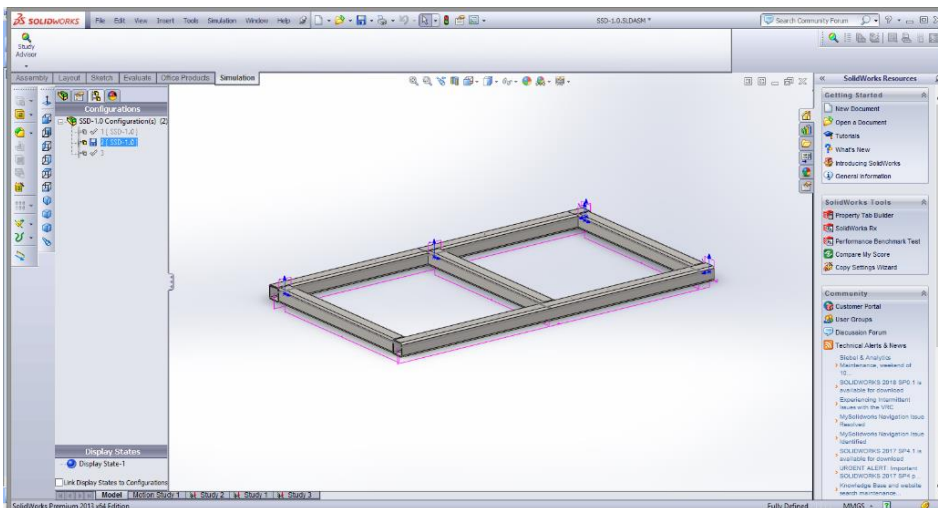 SOLIDWORKS File Edit View Insert Tools Simulation Window Help SSD-1.0.SLDASM * Search Community Forum
Study
Advisor
Assembly Layout Sketch Evaluate Office Products Simulation
Configurations
SSD-1.0 Configuration(s) (2)
1 [ SSD-1.0 ]
[ SSD-1.0 ]
3
Display States
Display State-1
Link Display States to Configurations
Model Motion Study 1 Study 2 Study 1 Study 3
SolidWorks Premium 2013 x64 Edition Fully Defined MMGS
SolidWorks Resources
Getting Started
New Document
Open a Document
Tutorials
What's New
Introducing SolidWorks
General Information
SolidWorks Tools
Property Tab Builder
SolidWorks Rx
Performance Benchmark Test
Compare My Score
Copy Settings Wizard
Community
Customer Portal
User Groups
Discussion Forum
Technical Alerts & News
Siebel & Analytics
Maintenance, weekend of
10...
SOLIDWORKS 2018 SP0.1 is
available for download
Experiencing Intermittent
Issues with the VRC
MySolidworks Navigation Issue
Resolved
MySolidworks Navigation Issue
Identified
SOLIDWORKS 2017 SP4.1 is
available for download
URGENT ALERT: Important
SOLIDWORKS 2017 SP4 p...
Knowledge Base and website
search maintenance...